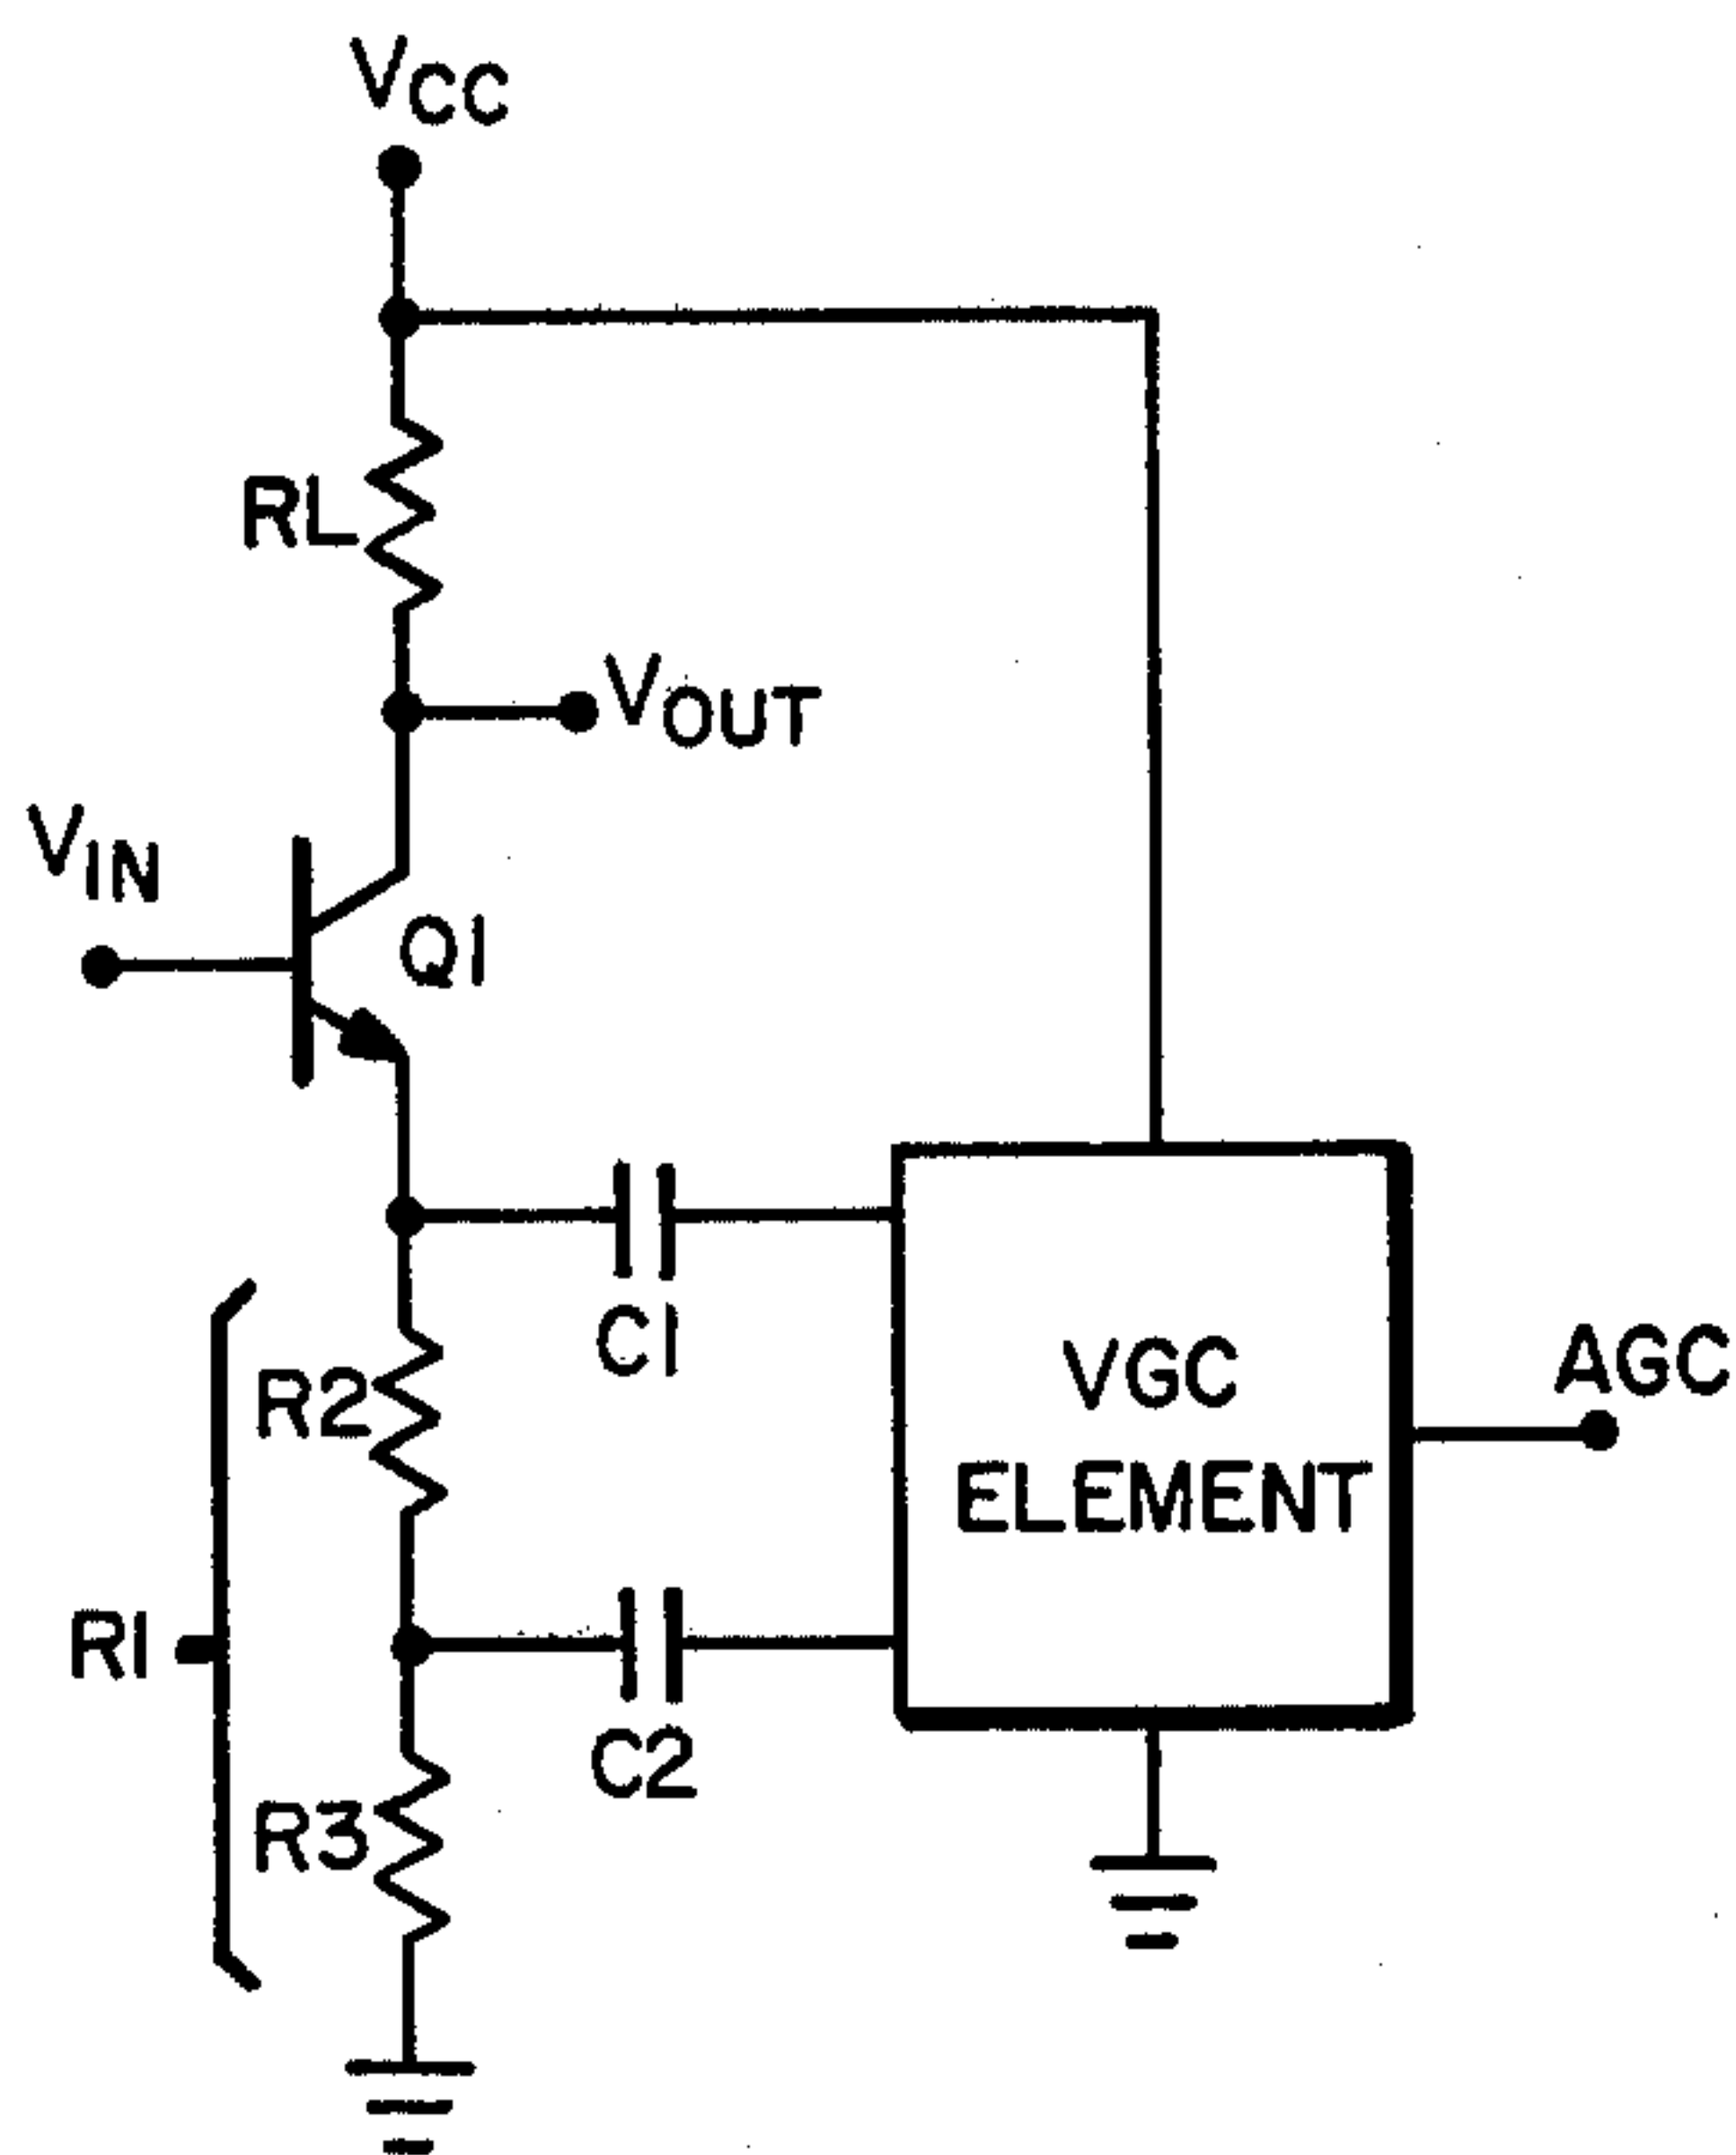 VCC
RL
VOUT
VIN
Q1
C1
R2
VGC
ELEMENT
AGC
R1
C2
R3